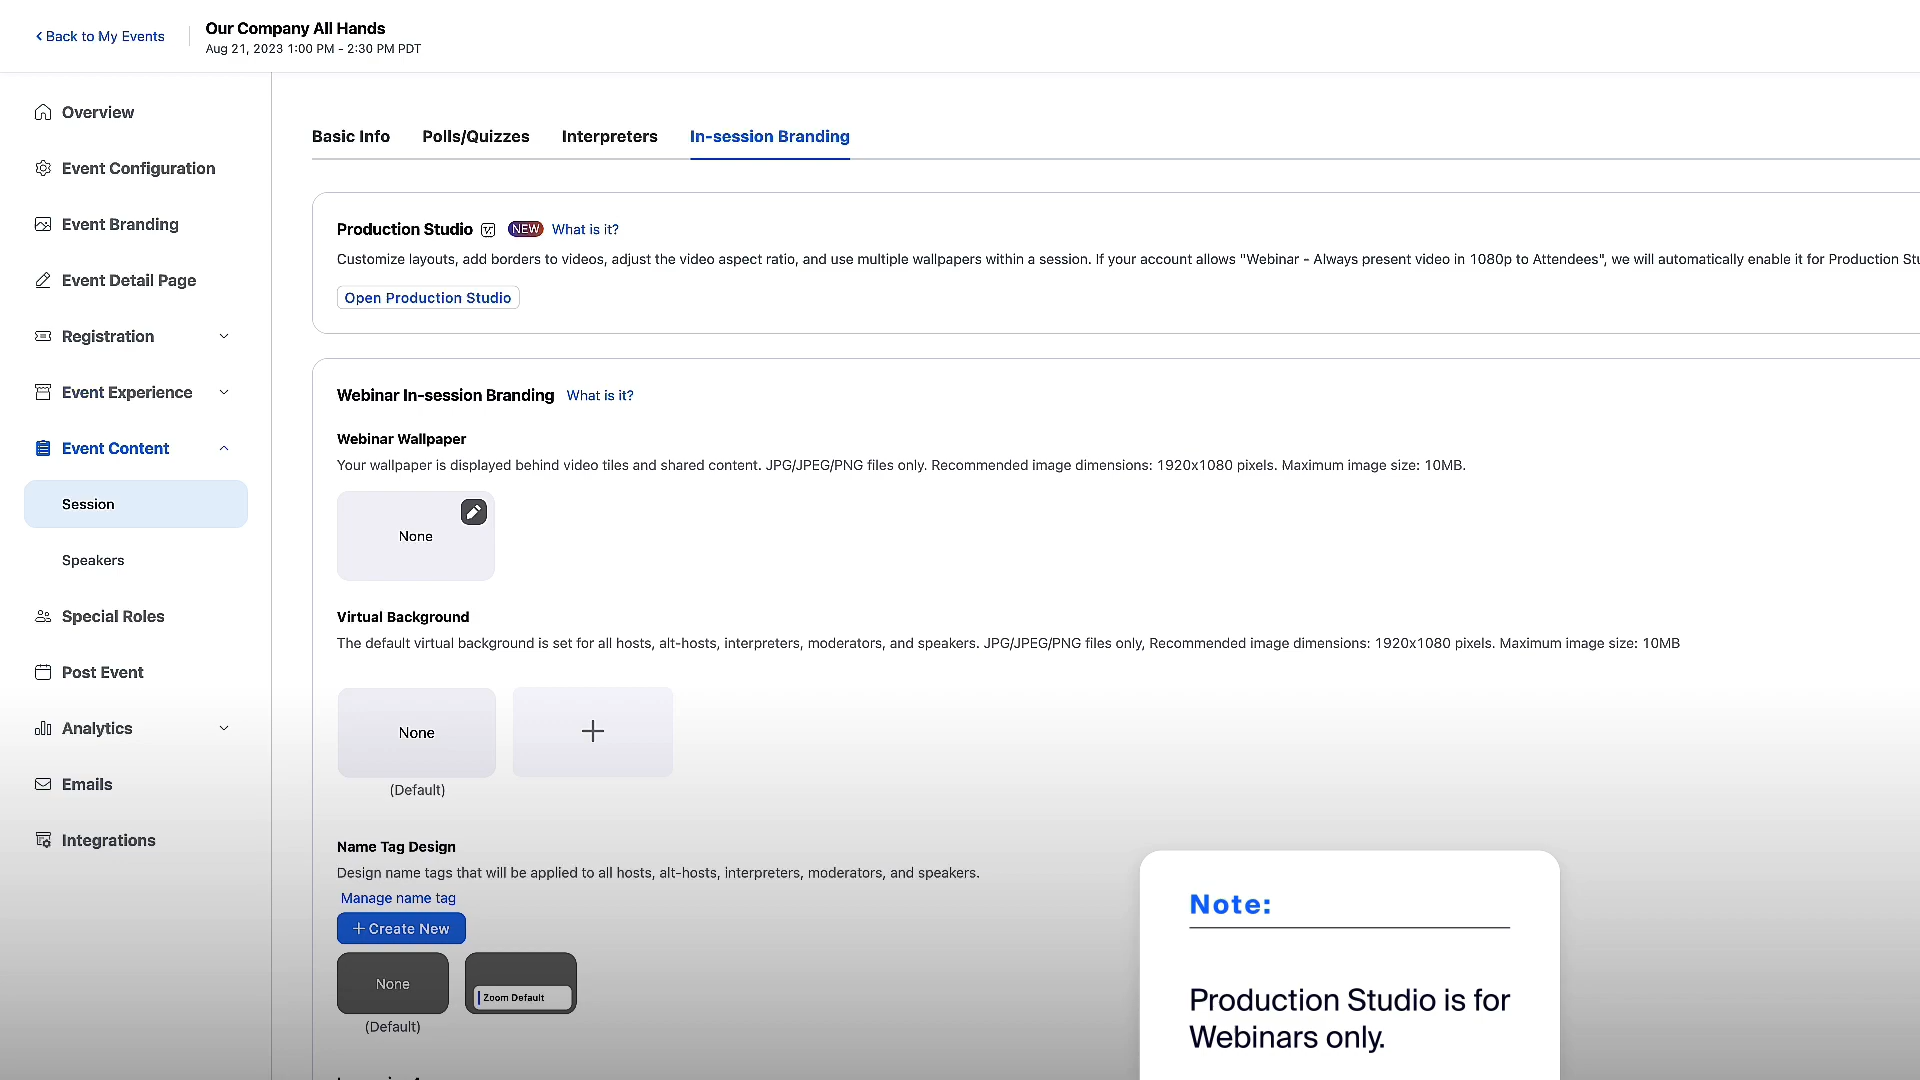 Back to My Events
Our Company All Hands
Aug 21, 2023 1:00 PM - 2:30 PM PDT
Overview
Event Configuration
Event Branding
Event Detail Page
Registration
Event Experience
Event Content
Session
Speakers
Special Roles
Post Event
Analytics
Emails
Integrations
Basic Info Polls/Quizzes Interpreters In-session Branding
Production Studio NEW What is it?
Customize layouts, add borders to videos, adjust the video aspect ratio, and use multiple wallpapers within a session. If your account allows "Webinar - Always present video in 1080p to Attendees", we will automatically enable it for Production
Open Production Studio
Webinar In-session Branding What is it?
Webinar Wallpaper
Your wallpaper is displayed behind video tiles and shared content. JPG/JPEG/PNG files only. Recommended image dimensions: 1920x1080 pixels. Maximum image size: 10MB.
None
Virtual Background
The default virtual background is set for all hosts, alt-hosts, interpreters, moderators, and speakers. JPG/JPEG/PNG files only, Recommended image dimensions: 1920x1080 pixels. Maximum image size: 10MB
None
(Default)
Name Tag Design
Design name tags that will be applied to all hosts, alt-hosts, interpreters, moderators, and speakers.
Manage name tag
+ Create New
None
Zoom Default
(Default)
Note:
Production Studio is for
Webinars only.